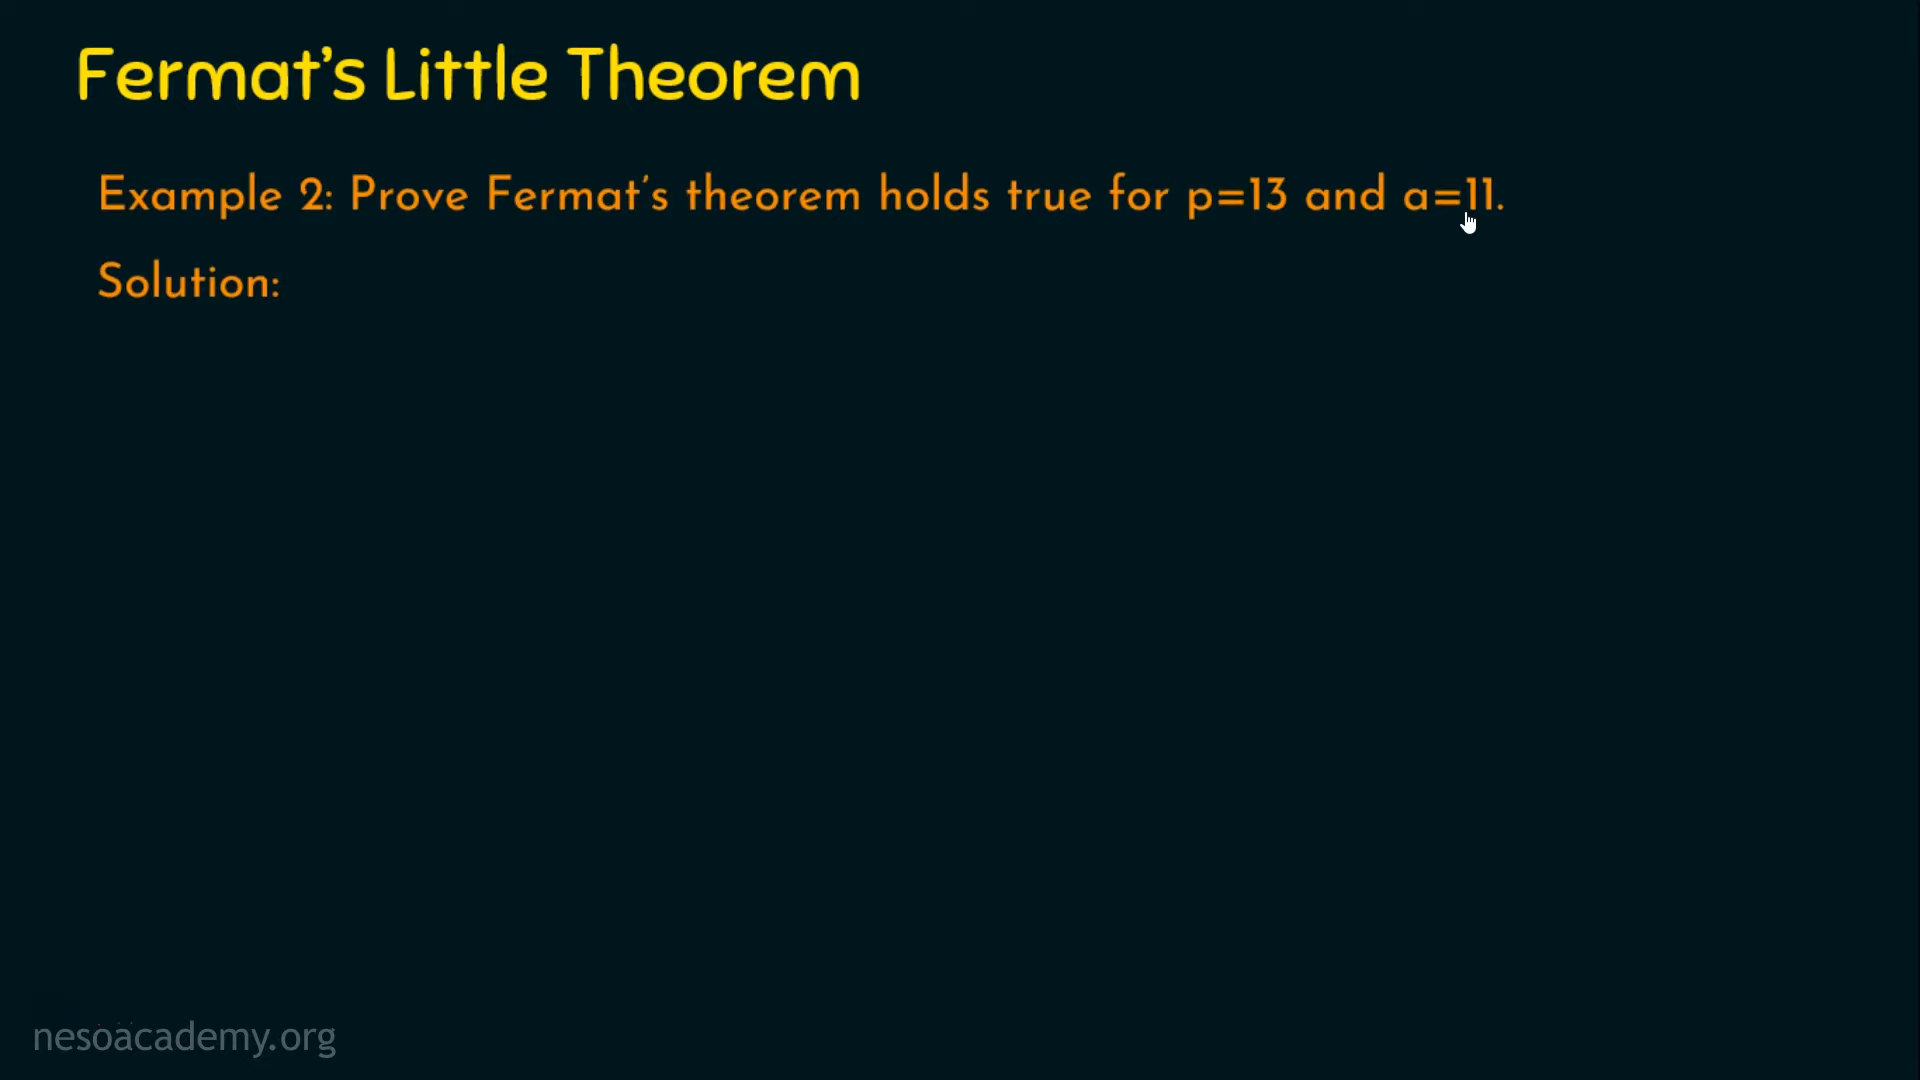 Fermat’s Little Theorem
Example 2: Prove Fermat’s theorem holds true for p=13 and a=11.
Solution:
nesoacademy.org